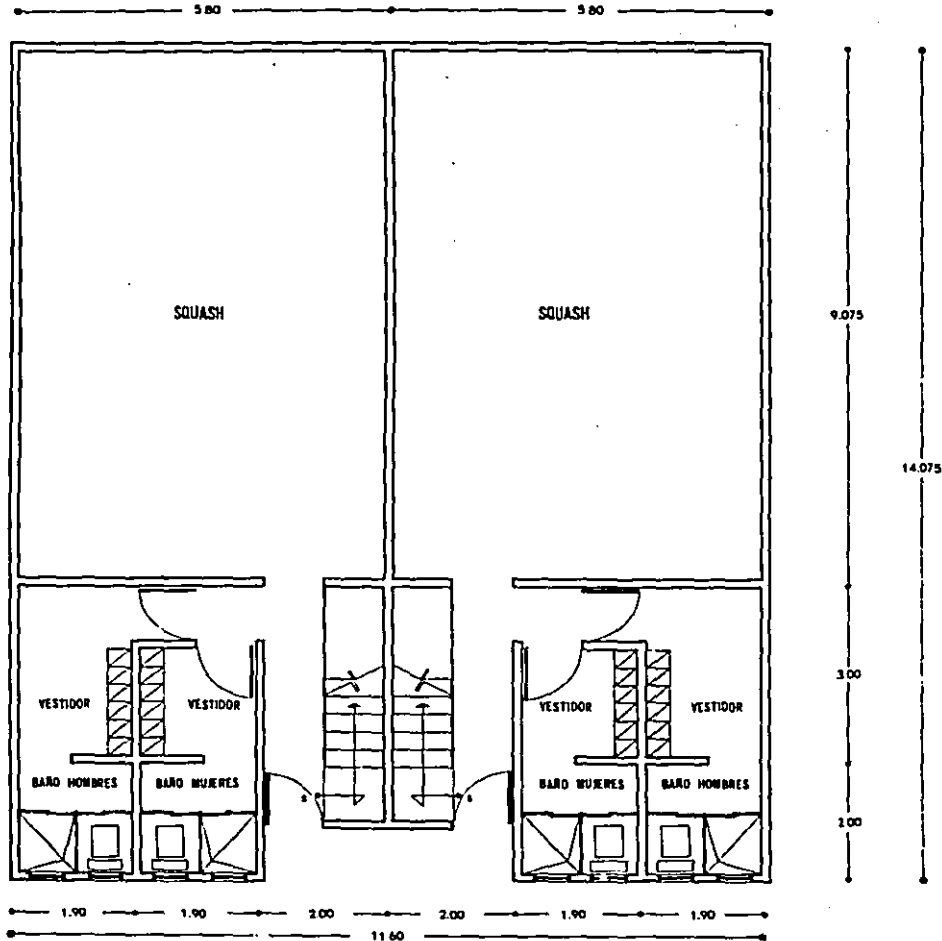 5.80 5.80
SQUASH SQUASH
9.075
14.075
3.00
VESTIDOR VESTIDOR VESTIDOR VESTIDOR
BAÑO HOMBRES BAÑO MUJERES BAÑO MUJERES BAÑO HOMBRES
s s
2.00
1.90 1.90 2.00 2.00 1.90 1.90
11.60